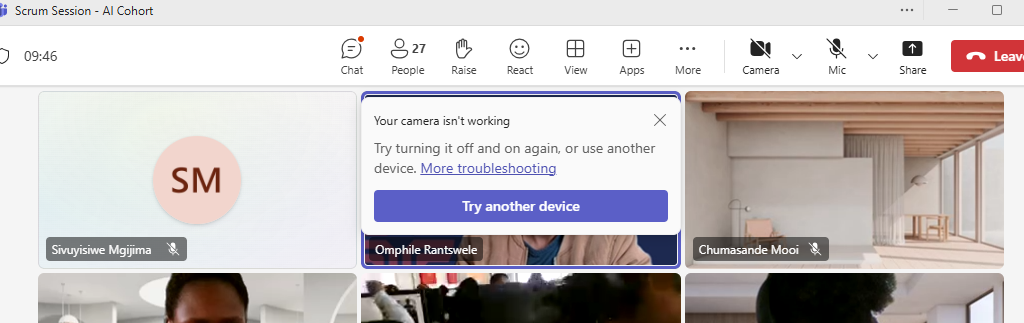 Scrum Session - AI Cohort
09:46
Chat
27
People
Raise
React
View
Apps
More
Camera
Mic
Share
Leave
Your camera isn't working
Try turning it off and on again, or use another
device. More troubleshooting
Try another device
SM
Sivuyisiwe Mgijima
Omphile Rantswele
Chumasande Mooi